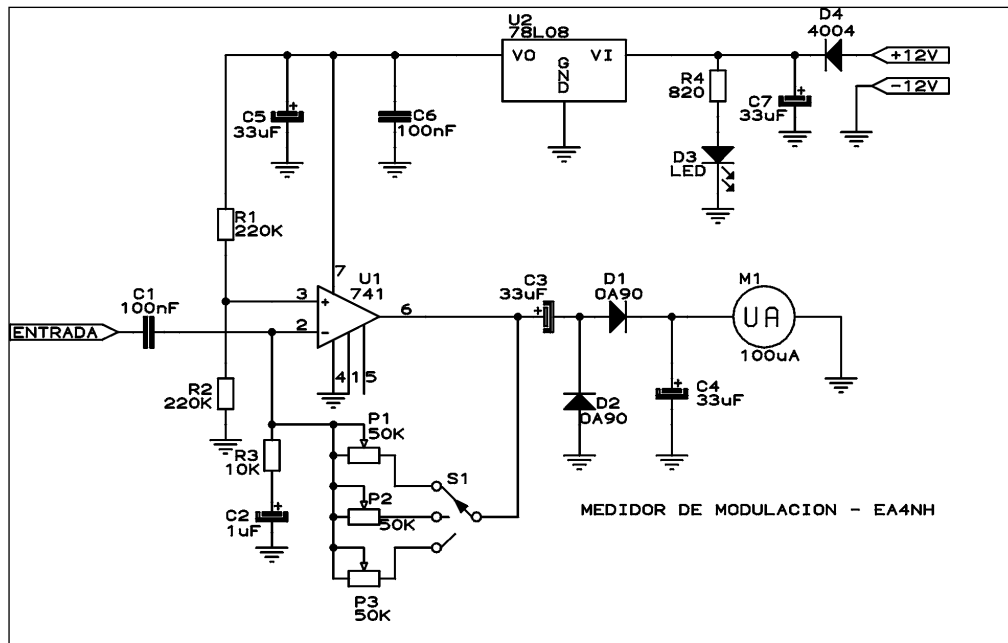 U2
78L08
VO
GND
VI
D4
4004
+12V
-12V
C5
33uF
C6
100nF
R4
820
C7
33uF
D3
LED
R1
220K
7
U1
741
3
+
2
-
6
4
1
5
C1
100nF
ENTRADA
C3
33uF
D1
0A90
M1
UA
100uA
R2
220K
D2
0A90
C4
33uF
R3
10K
C2
1uF
P1
50K
P2
50K
P3
50K
S1
MEDIDOR DE MODULACION - EA4NH